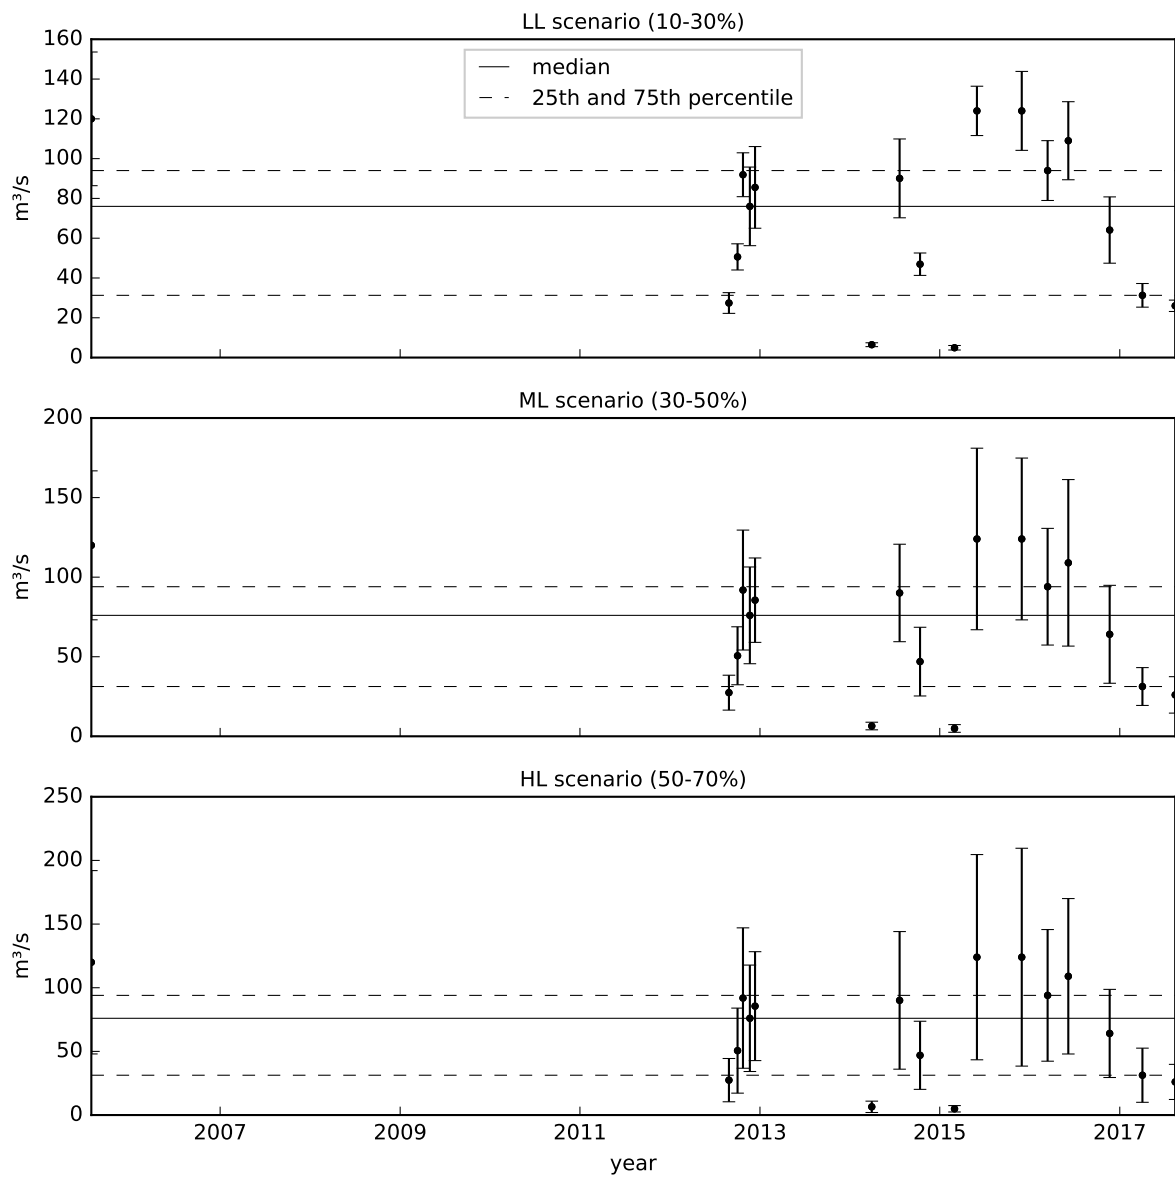 LL scenario (10-30%)
160
140
120
100
80
60
40
20
0
m³/s
median
25th and 75th percentile
ML scenario (30-50%)
200
150
100
50
0
m³/s
HL scenario (50-70%)
250
200
150
100
50
0
m³/s
2007 2009 2011 2013 2015 2017
year